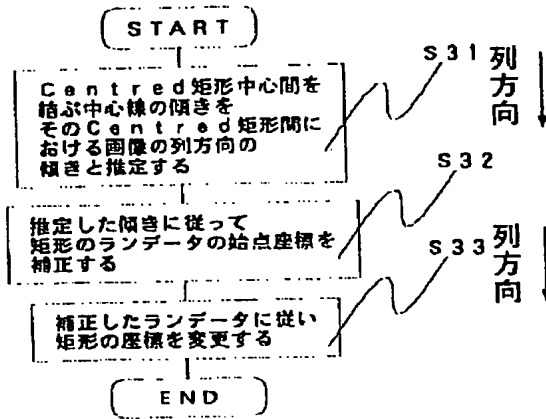 START
S31
列方向
Centred矩形中心間を
結ぶ中心線の傾きを
そのCentred矩形間に
おける画像の列方向の
傾きと推定する
S32
推定した傾きに従って
矩形のランデータの始点座標を
補正する
S33
列方向
補正したランデータに従い
矩形の座標を変更する
END